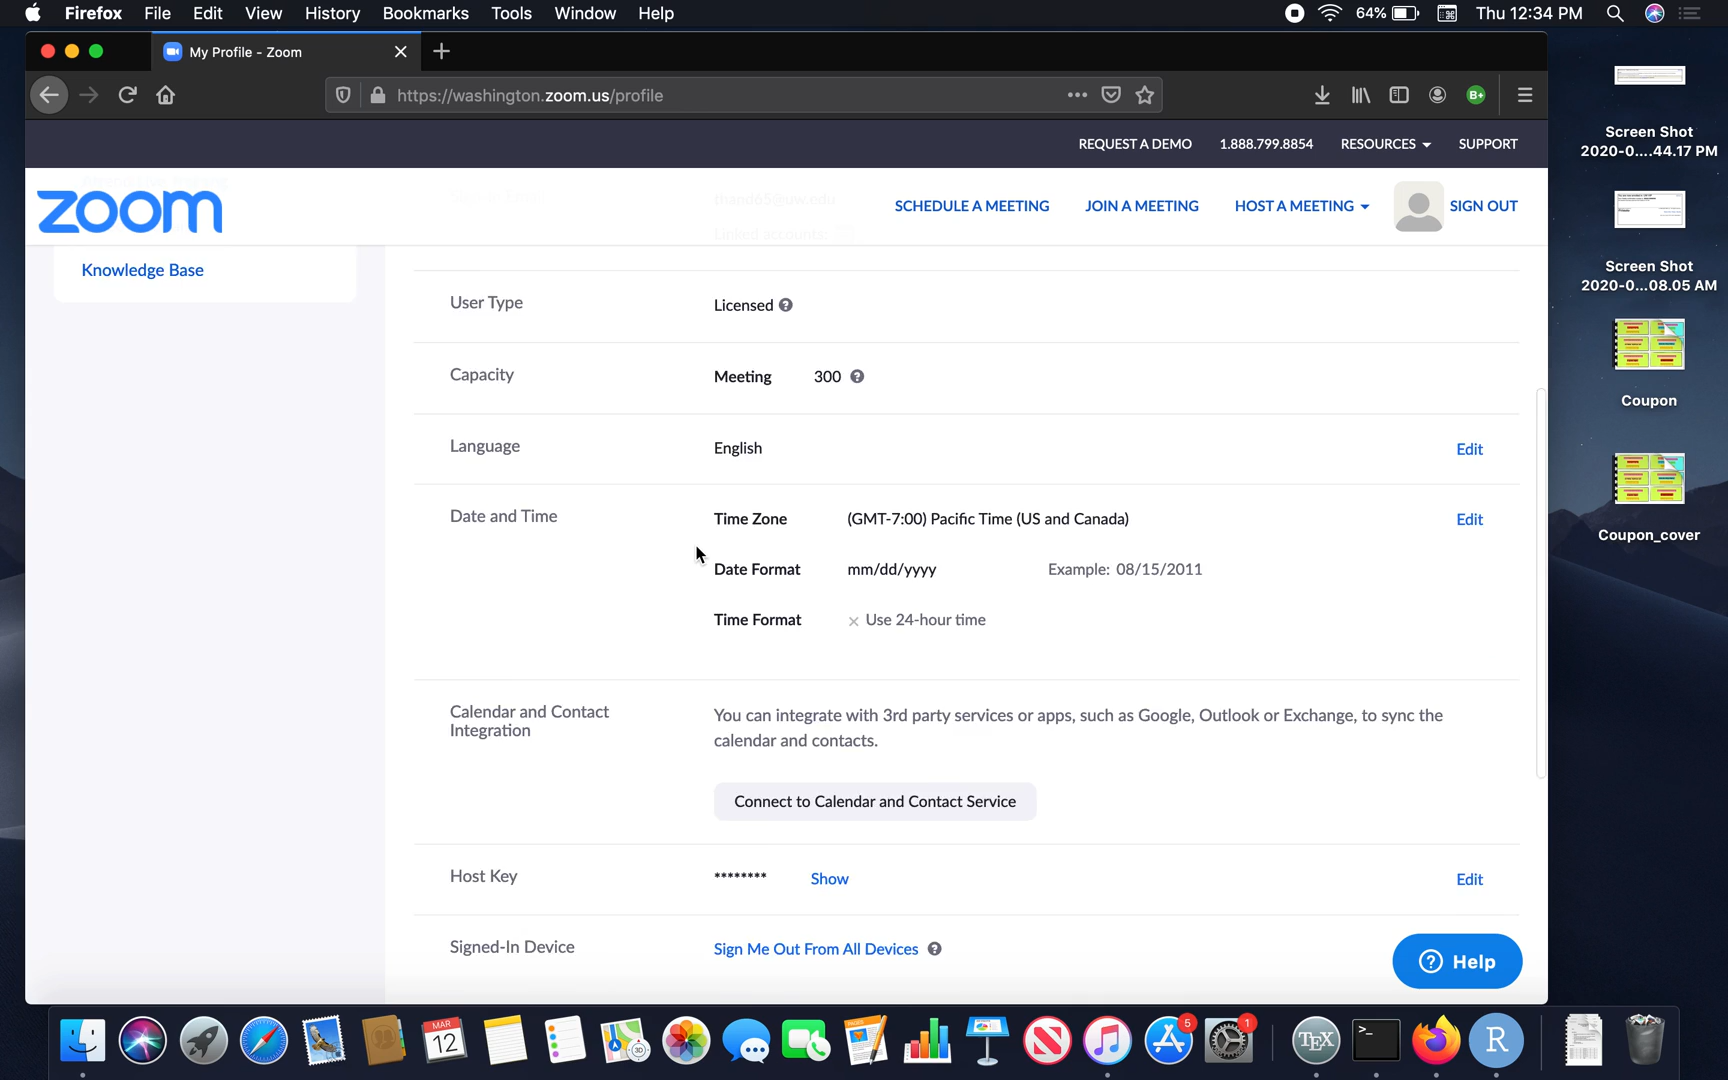 Firefox File Edit View History Bookmarks Tools Window Help
64% Thu 12:34 PM
My Profile - Zoom
https://washington.zoom.us/profile
B+
REQUEST A DEMO 1.888.799.8854 RESOURCES SUPPORT
zoom
SCHEDULE A MEETING JOIN A MEETING HOST A MEETING SIGN OUT
Linked accounts:
Knowledge Base
User Type Licensed
Capacity Meeting 300
Language English Edit
Date and Time Time Zone (GMT-7:00) Pacific Time (US and Canada) Edit
Date Format mm/dd/yyyy Example: 08/15/2011
Time Format × Use 24-hour time
Calendar and Contact
Integration
You can integrate with 3rd party services or apps, such as Google, Outlook or Exchange, to sync the
calendar and contacts.
Connect to Calendar and Contact Service
Host Key ******** Show Edit
Signed-In Device Sign Me Out From All Devices
Help
Screen Shot
2020-0....44.17 PM
Screen Shot
2020-0...08.05 AM
Coupon
Coupon_cover
MAR
12
3D
PAGES
5
1
TEX
>_
R